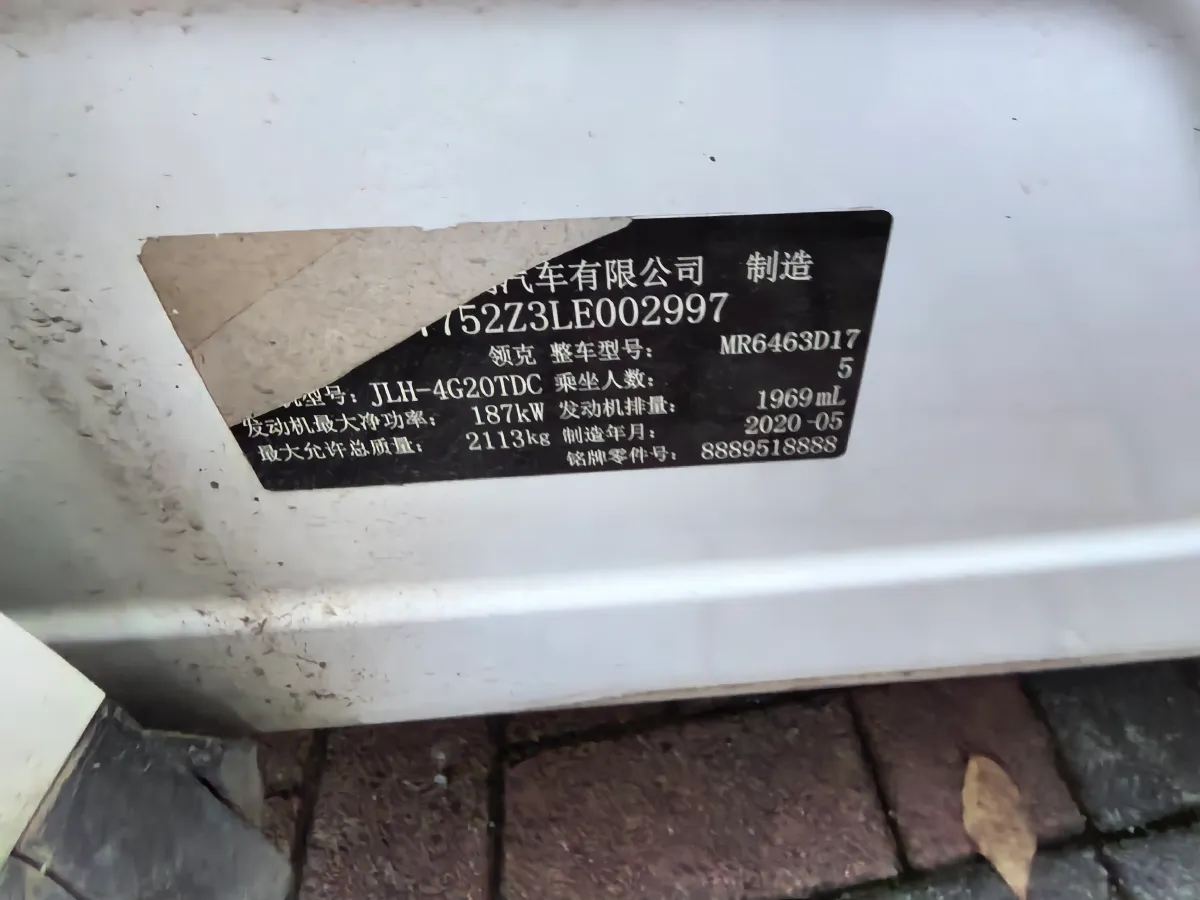 汽车有限公司 制造
752Z3LE002997
领克 整车型号: MR6463D17
机型号: JLH-4G20TDC 乘坐人数: 5
发动机最大净功率: 187kW 发动机排量: 1969mL
最大允许总质量: 2113kg 制造年月: 2020-05
铭牌零件号: 8889518888